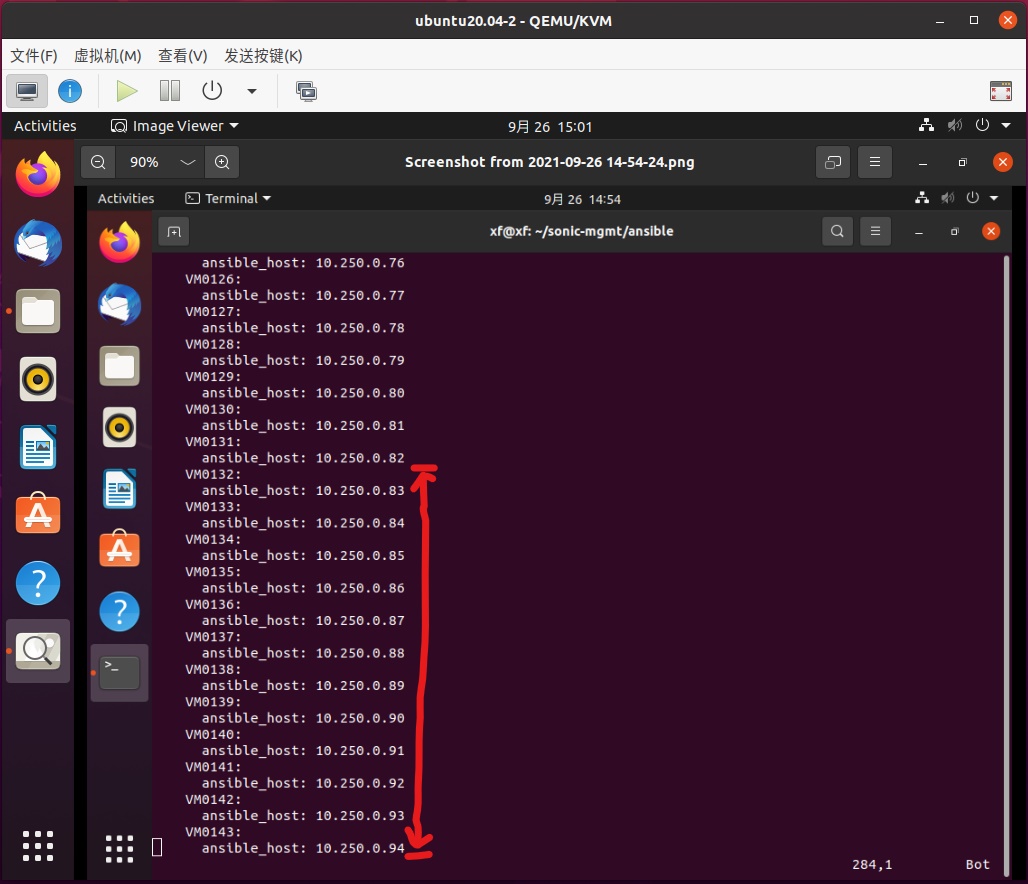 ubuntu20.04-2 - QEMU/KVM
文件(F) 虚拟机(M) 查看(V) 发送按键(K)
Activities Image Viewer 9月 26 15:01
90% Screenshot from 2021-09-26 14-54-24.png
Activities Terminal 9月 26 14:54
xf@xf: ~/sonic-mgmt/ansible
ansible_host: 10.250.0.76
VM0126:
ansible_host: 10.250.0.77
VM0127:
ansible_host: 10.250.0.78
VM0128:
ansible_host: 10.250.0.79
VM0129:
ansible_host: 10.250.0.80
VM0130:
ansible_host: 10.250.0.81
VM0131:
ansible_host: 10.250.0.82
VM0132:
ansible_host: 10.250.0.83
VM0133:
ansible_host: 10.250.0.84
VM0134:
ansible_host: 10.250.0.85
VM0135:
ansible_host: 10.250.0.86
VM0136:
ansible_host: 10.250.0.87
VM0137:
ansible_host: 10.250.0.88
VM0138:
ansible_host: 10.250.0.89
VM0139:
ansible_host: 10.250.0.90
VM0140:
ansible_host: 10.250.0.91
VM0141:
ansible_host: 10.250.0.92
VM0142:
ansible_host: 10.250.0.93
VM0143:
ansible_host: 10.250.0.94
284,1 Bot